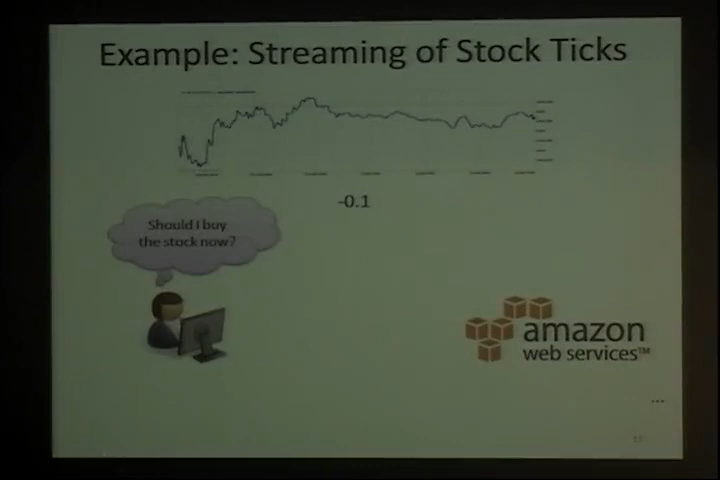 Example: Streaming of Stock Ticks
-0.1
Should I buy
the stock now?
amazon
web services™
...